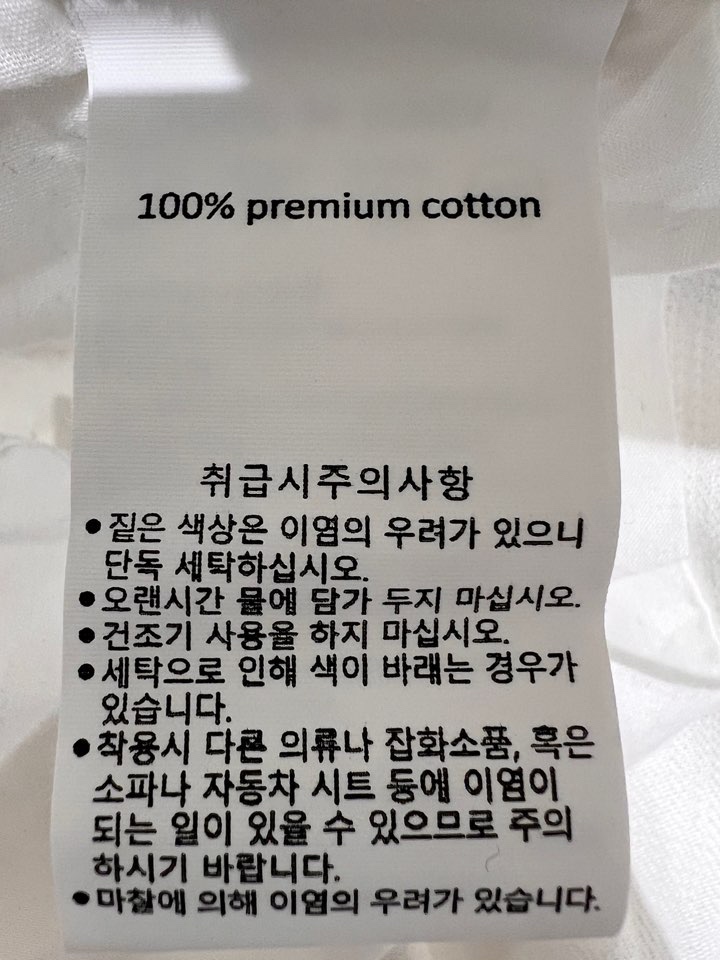 100% premium cotton
취급시주의사항
●짙은 색상은 이염의 우려가 있으니
단독 세탁하십시오.
●오랜시간 물에 담가 두지 마십시오.
●건조기 사용을 하지 마십시오.
●세탁으로 인해 색이 바래는 경우가
있습니다.
●착용시 다른 의류나 잡화소품, 혹은
소파나 자동차 시트 등에 이염이
되는 일이 있을 수 있으므로 주의
하시기 바랍니다.
●마찰에 의해 이염의 우려가 있습니다.